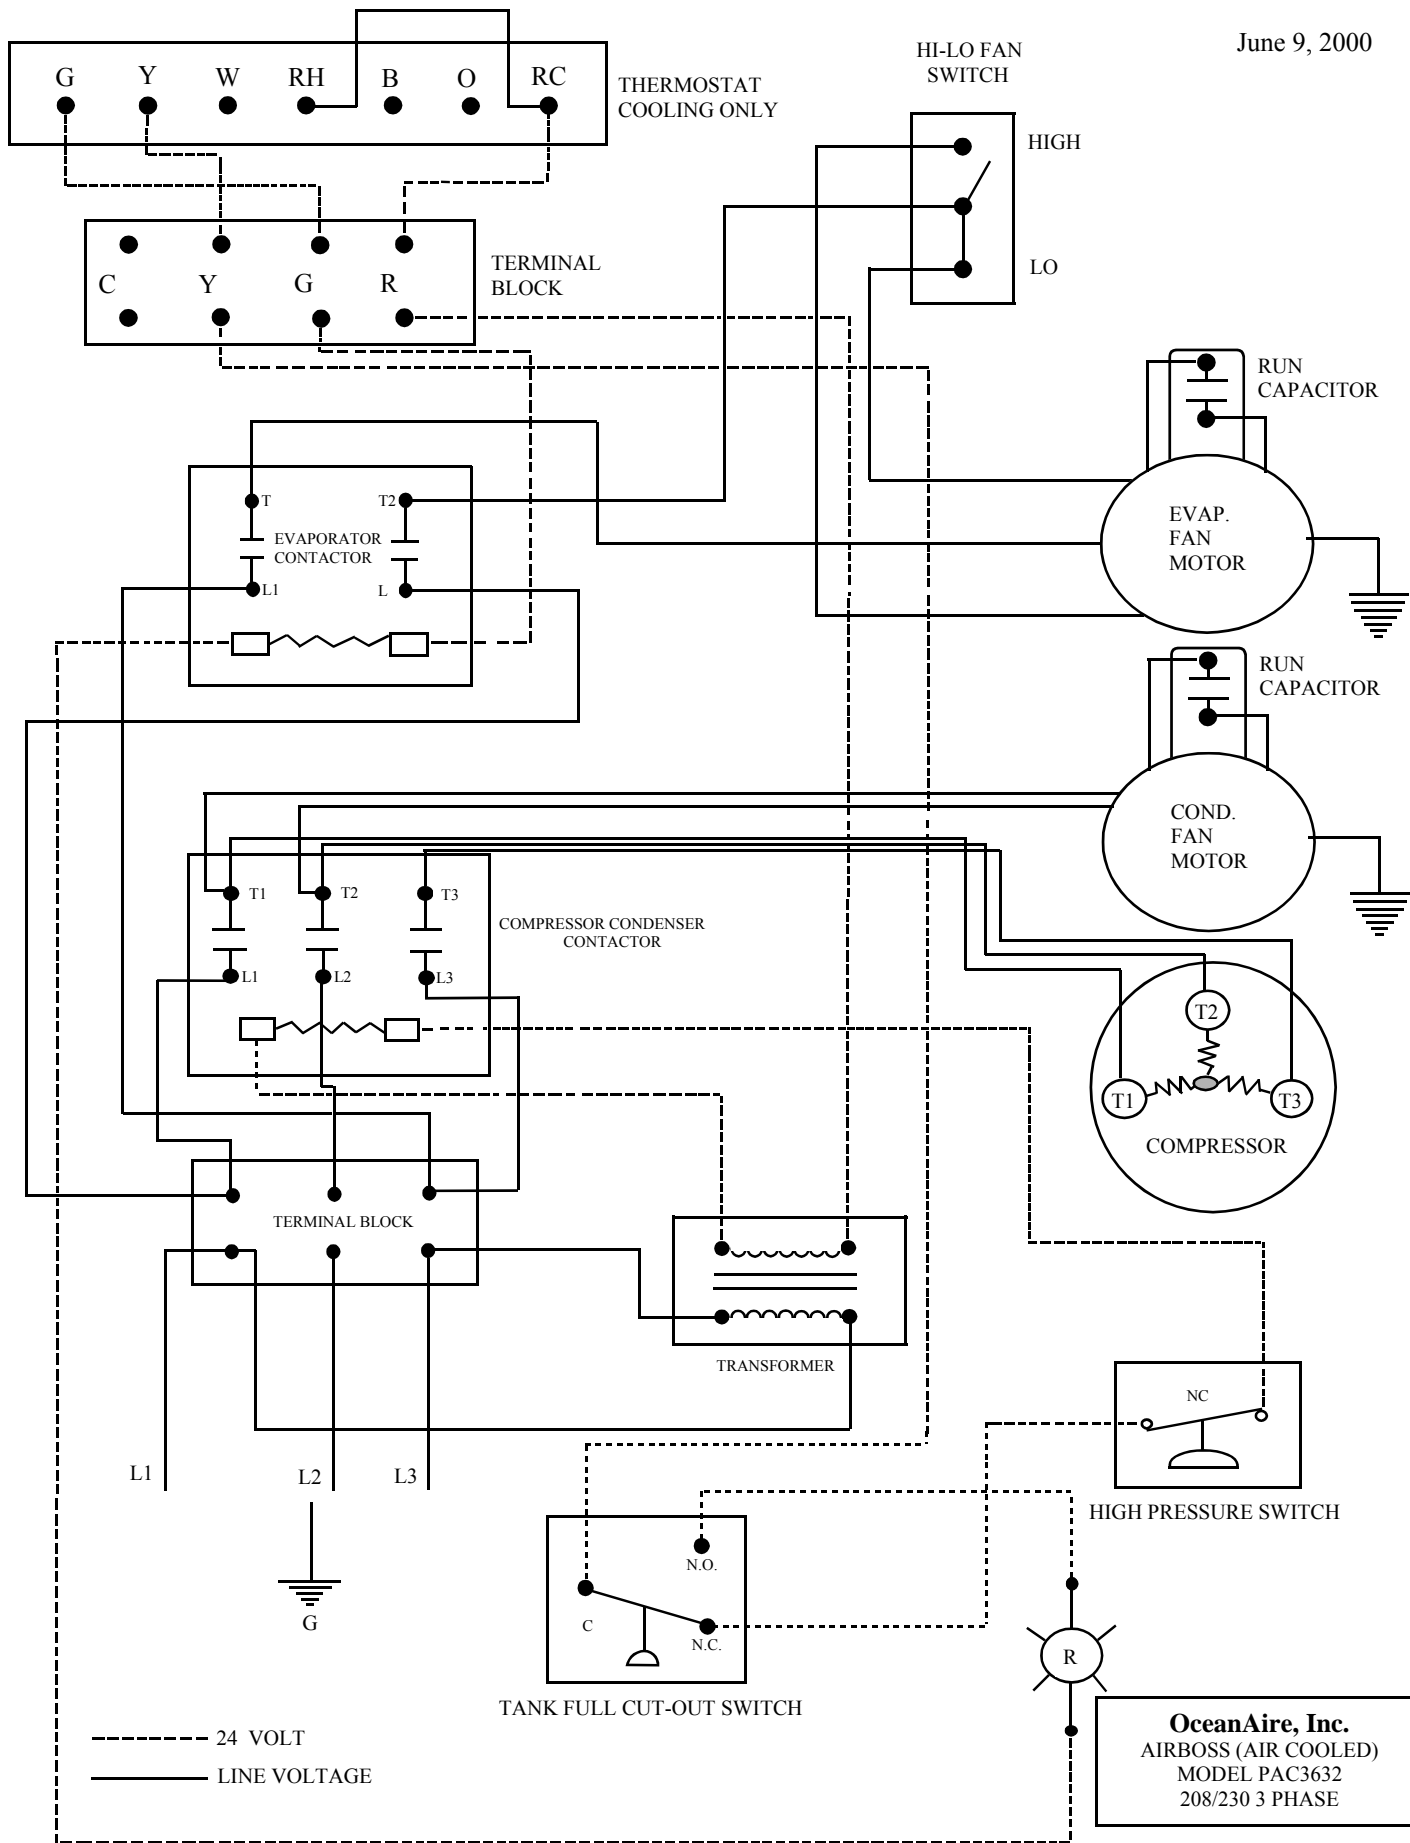 June 9, 2000
HI-LO FAN
SWITCH
G Y W RH B O RC
THERMOSTAT
COOLING ONLY
HIGH
LO
TERMINAL
BLOCK
C Y G R
RUN
CAPACITOR
T T2
EVAPORATOR
CONTACTOR
L1 L
EVAP.
FAN
MOTOR
RUN
CAPACITOR
COND.
FAN
MOTOR
T1 T2 T3
COMPRESSOR CONDENSER
CONTACTOR
L1 L2 L3
T2
T1 T3
COMPRESSOR
TERMINAL BLOCK
TRANSFORMER
NC
HIGH PRESSURE SWITCH
L1 L2 L3
G
N.O.
C
N.C.
TANK FULL CUT-OUT SWITCH
R
24 VOLT
LINE VOLTAGE
OceanAire, Inc.
AIRBOSS (AIR COOLED)
MODEL PAC3632
208/230 3 PHASE